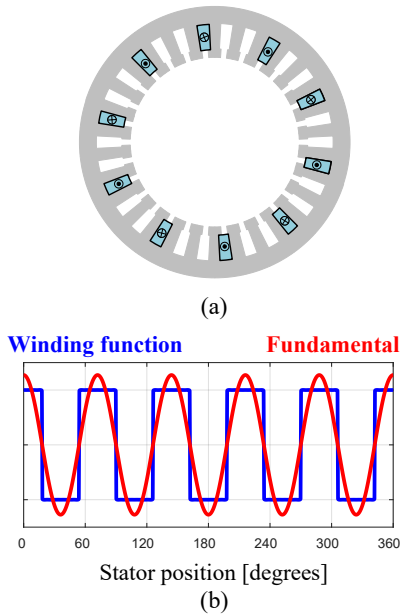 (a)
Winding function Fundamental
0 60 120 180 240 300 360
Stator position [degrees]
(b)